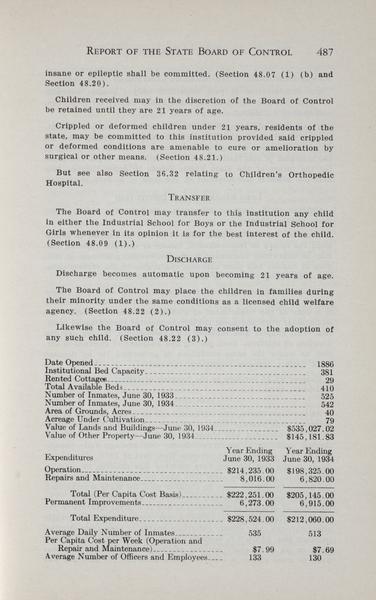 REPORT OF THE STATE BOARD OF CONTROL 487
insane or epileptic shall be committed. (Section 48.07 (1) (b) and
Section 48.20).
Children received may in the discretion of the Board of Control
be retained until they are 21 years of age.
Crippled or deformed children under 21 years, residents of the
state, may be committed to this institution provided said crippled
or deformed conditions are amenable to cure or amelioration by
surgical or other means. (Section 48.21.)
But see also Section 36.32 relating to Children's Orthopedic
Hospital.
TRANSFER
The Board of Control may transfer to this institution any child
in either the Industrial School for Boys or the Industrial School for
Girls whenever in its opinion it is for the best interest of the child.
(Section 48.09 (1).)
DISCHARGE
Discharge becomes automatic upon becoming 21 years of age.
The Board of Control may place the children in families during
their minority under the same conditions as a licensed child welfare
agency. (Section 48.22 (2).)
Likewise the Board of Control may consent to the adoption of
any such child. (Section 48.22 (3).)
Date Opened 1886
Institutional Bed Capacity 381
Rented Cottages 29
Total Available Beds 410
Number of Inmates, June 30, 1933 525
Number of Inmates, June 30, 1934 542
Area of Grounds, Acres 40
Acreage Under Cultivation 79
Value of Lands and Buildings—June 30, 1934 $535,027.02
Value of Other Property—June 30, 1934 $145,181.83
Year Ending Year Ending
Expenditures June 30, 1933 June 30, 1934
Operation $214,235.00 $198,325.00
Repairs and Maintenance 8,016.00 6,820.00
Total (Per Capita Cost Basis) $222,251.00 $205,145.00
Permanent Improvements 6,273.00 6,915.00
Total Expenditure $228,524.00 $212,060.00
Average Daily Number of Inmates 535 513
Per Capita Cost per Week (Operation and
Repair and Maintenance) $7.99 $7.69
Average Number of Officers and Employees 133 130